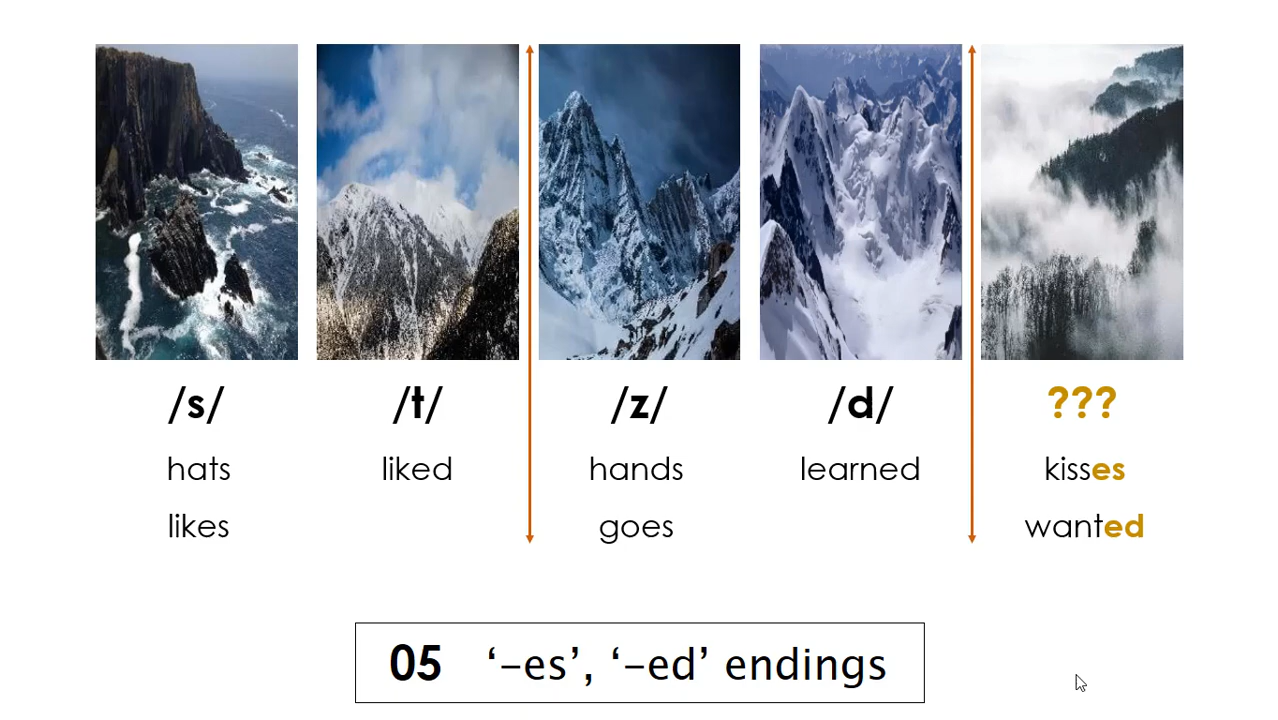 /s/ /t/ /z/ /d/ ???
hats liked hands learned kisses
likes goes wanted
05 ‘–es’, ‘–ed’ endings